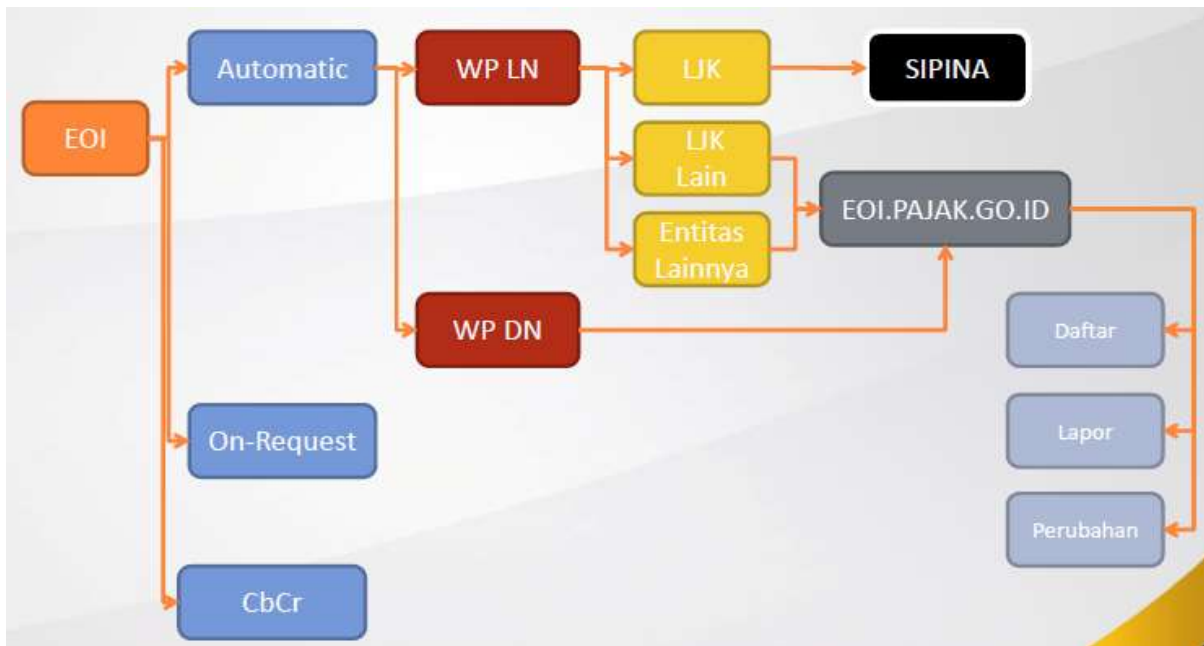 EOI
Automatic
WP LN
LJK
SIPINA
LJK
Lain
Entitas
Lainnya
EOI.PAJAK.GO.ID
WP DN
Daftar
On-Request
Lapor
Perubahan
CbCr